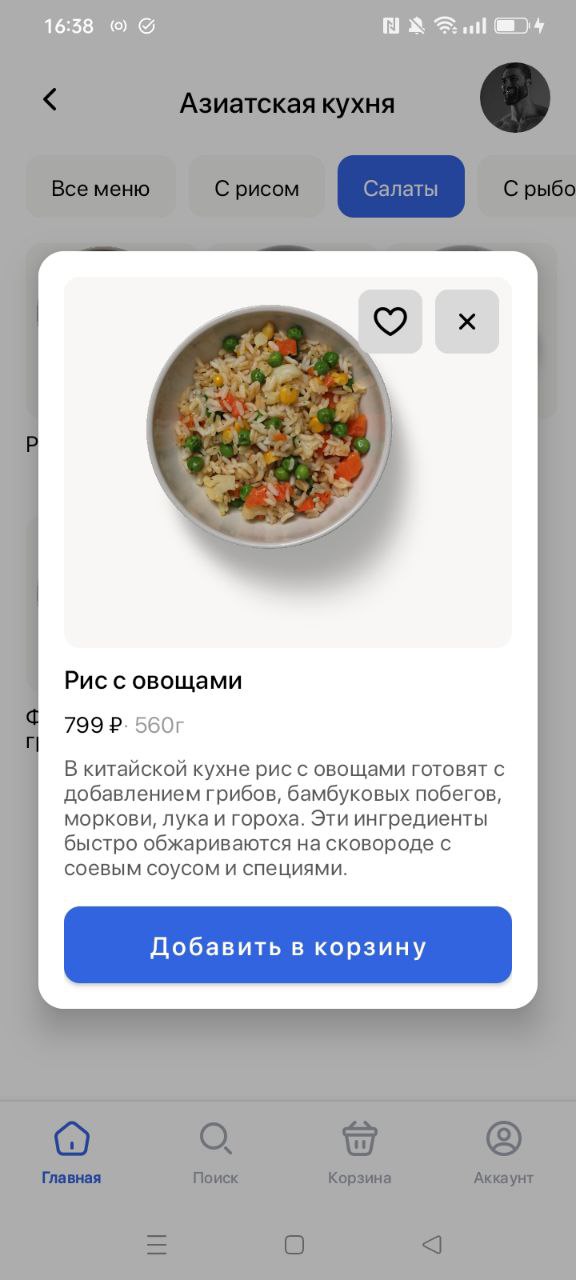 16:38
Азиатская кухня
Все меню
С рисом
Салаты
С рыбо
Р
Рис с овощами
799 ₽· 560г
В китайской кухне рис с овощами готовят с
добавлением грибов, бамбуковых побегов,
моркови, лука и гороха. Эти ингредиенты
быстро обжариваются на сковороде с
соевым соусом и специями.
Добавить в корзину
Главная
Поиск
Корзина
Аккаунт